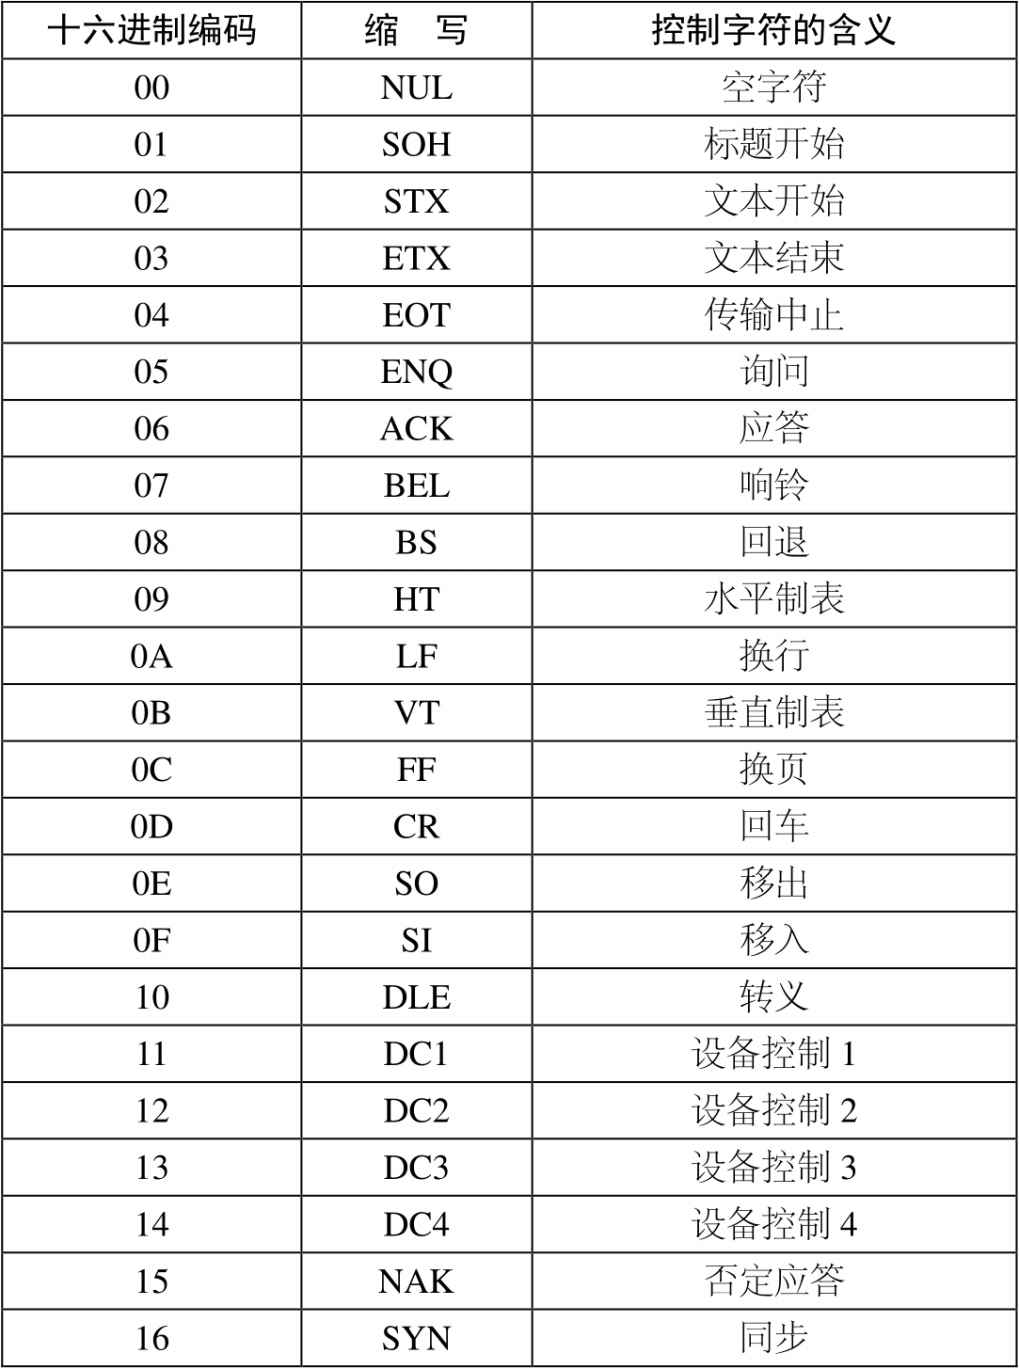 十六进制编码 缩 写 控制字符的含义
00 NUL 空字符
01 SOH 标题开始
02 STX 文本开始
03 ETX 文本结束
04 EOT 传输中止
05 ENQ 询问
06 ACK 应答
07 BEL 响铃
08 BS 回退
09 HT 水平制表
0A LF 换行
0B VT 垂直制表
0C FF 换页
0D CR 回车
0E SO 移出
0F SI 移入
10 DLE 转义
11 DC1 设备控制 1
12 DC2 设备控制 2
13 DC3 设备控制 3
14 DC4 设备控制 4
15 NAK 否定应答
16 SYN 同步